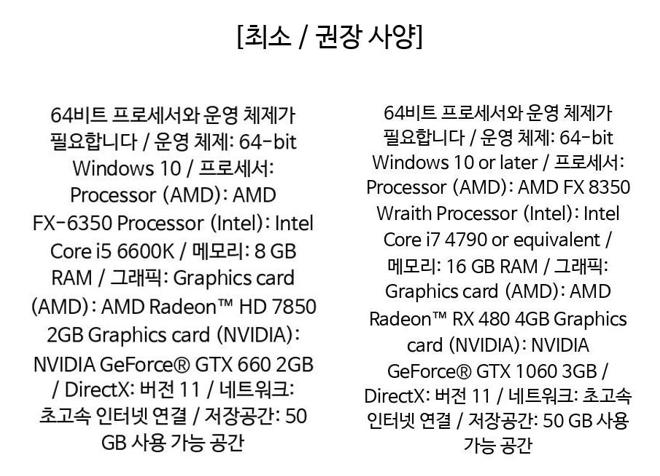 [최소 / 권장 사양]
64비트 프로세서와 운영 체제가
필요합니다 / 운영 체제: 64-bit
Windows 10 / 프로세서:
Processor (AMD): AMD
FX-6350 Processor (Intel): Intel
Core i5 6600K / 메모리: 8 GB
RAM / 그래픽: Graphics card
(AMD): AMD Radeon™ HD 7850
2GB Graphics card (NVIDIA):
NVIDIA GeForce® GTX 660 2GB
/ DirectX: 버전 11 / 네트워크:
초고속 인터넷 연결 / 저장공간: 50
GB 사용 가능 공간
64비트 프로세서와 운영 체제가
필요합니다 / 운영 체제: 64-bit
Windows 10 or later / 프로세서:
Processor (AMD): AMD FX 8350
Wraith Processor (Intel): Intel
Core i7 4790 or equivalent /
메모리: 16 GB RAM / 그래픽:
Graphics card (AMD): AMD
Radeon™ RX 480 4GB Graphics
card (NVIDIA): NVIDIA
GeForce® GTX 1060 3GB /
DirectX: 버전 11 / 네트워크: 초고속
인터넷 연결 / 저장공간: 50 GB 사용
가능 공간